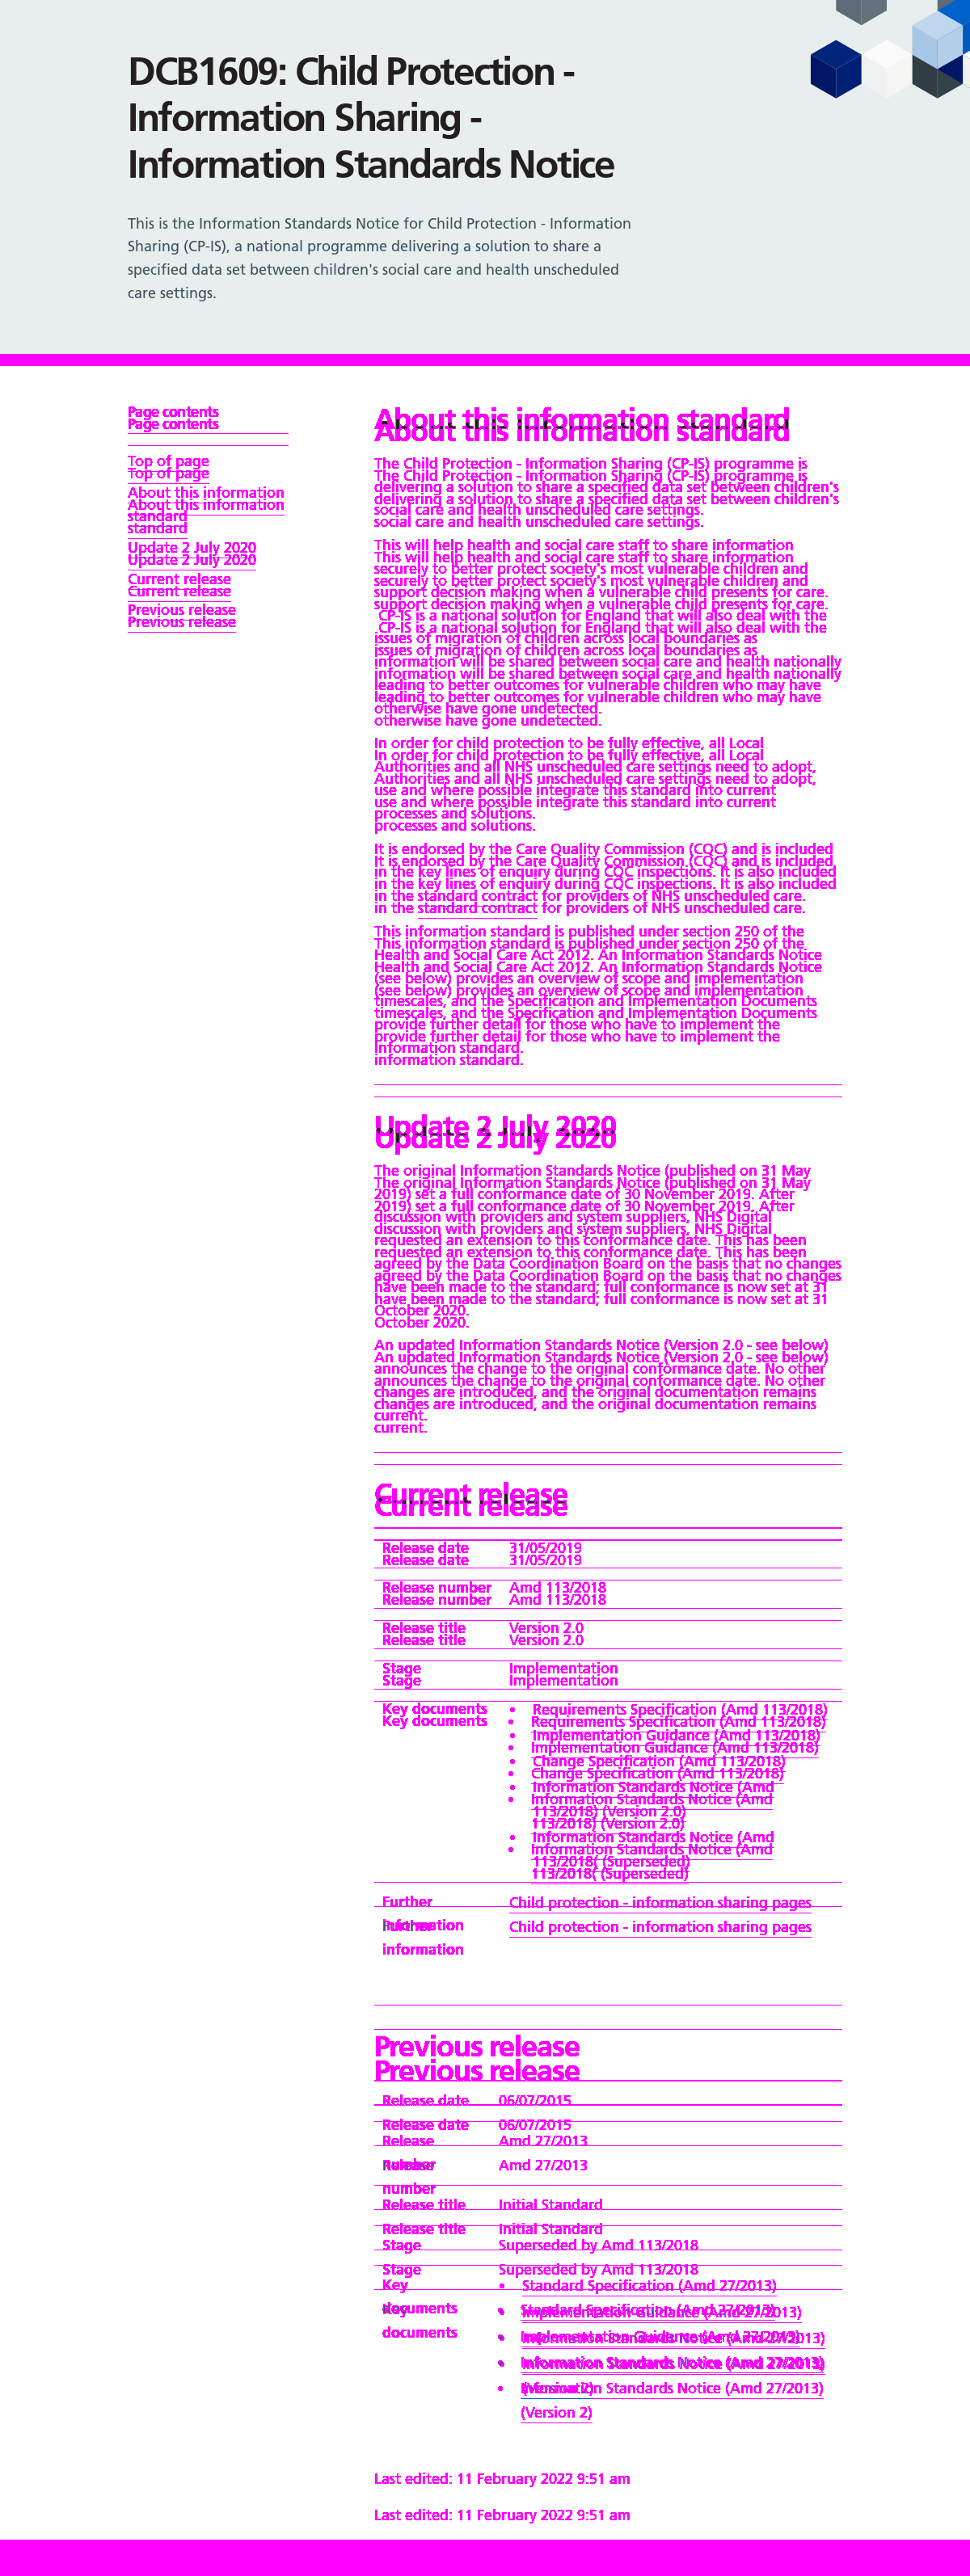 DCB1609: Child Protection -
Information Sharing -
Information Standards Notice
This is the Information Standards Notice for Child Protection - Information
Sharing (CP-IS), a national programme delivering a solution to share a
specified data set between children's social care and health unscheduled
care settings.
Page contents
Top of page
About this information
standard
Update 2 July 2020
Current release
Previous release
About this information standard
The Child Protection - Information Sharing (CP-IS) programme is
delivering a solution to share a specified data set between children's
social care and health unscheduled care settings.
This will help health and social care staff to share information
securely to better protect society's most vulnerable children and
support decision making when a vulnerable child presents for care.
CP-IS is a national solution for England that will also deal with the
issues of migration of children across local boundaries as
information will be shared between social care and health nationally
leading to better outcomes for vulnerable children who may have
otherwise have gone undetected.
In order for child protection to be fully effective, all Local
Authorities and all NHS unscheduled care settings need to adopt,
use and where possible integrate this standard into current
processes and solutions.
It is endorsed by the Care Quality Commission (CQC) and is included
in the key lines of enquiry during CQC inspections. It is also included
in the standard contract for providers of NHS unscheduled care.
This information standard is published under section 250 of the
Health and Social Care Act 2012. An Information Standards Notice
(see below) provides an overview of scope and implementation
timescales, and the Specification and Implementation Documents
provide further detail for those who have to implement the
information standard.
Update 2 July 2020
The original Information Standards Notice (published on 31 May
2019) set a full conformance date of 30 November 2019. After
discussion with providers and system suppliers, NHS Digital
requested an extension to this conformance date. This has been
agreed by the Data Coordination Board on the basis that no changes
have been made to the standard; full conformance is now set at 31
October 2020.
An updated Information Standards Notice (Version 2.0 - see below)
announces the change to the original conformance date. No other
changes are introduced, and the original documentation remains
current.
Current release
Release date 31/05/2019
Release number Amd 113/2018
Release title Version 2.0
Stage Implementation
Key documents • Requirements Specification (Amd 113/2018)
• Implementation Guidance (Amd 113/2018)
• Change Specification (Amd 113/2018)
• Information Standards Notice (Amd
113/2018) (Version 2.0)
• Information Standards Notice (Amd
113/2018( (Superseded)
Further Child protection - information sharing pages
information
Previous release
Release date 06/07/2015
Release Amd 27/2013
number
Release title Initial Standard
Stage Superseded by Amd 113/2018
Key • Standard Specification (Amd 27/2013)
documents • Implementation Guidance (Amd 27/2013)
• Information Standards Notice (Amd 27/2013)
• Information Standards Notice (Amd 27/2013)
(Version 2)
Last edited: 11 February 2022 9:51 am
Last edited: 11 February 2022 9:51 am